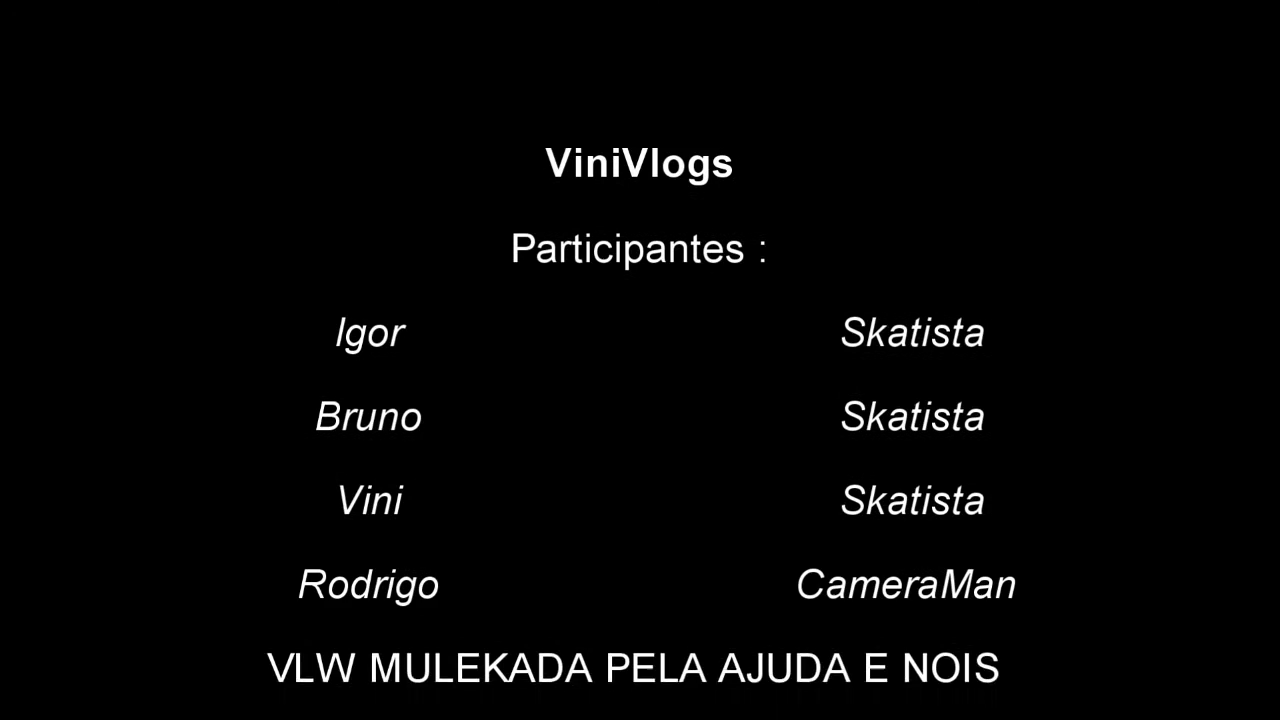 ViniVlogs
Participantes :
Igor Skatista
Bruno Skatista
Vini Skatista
Rodrigo CameraMan
VLW MULEKADA PELA AJUDA E NOIS